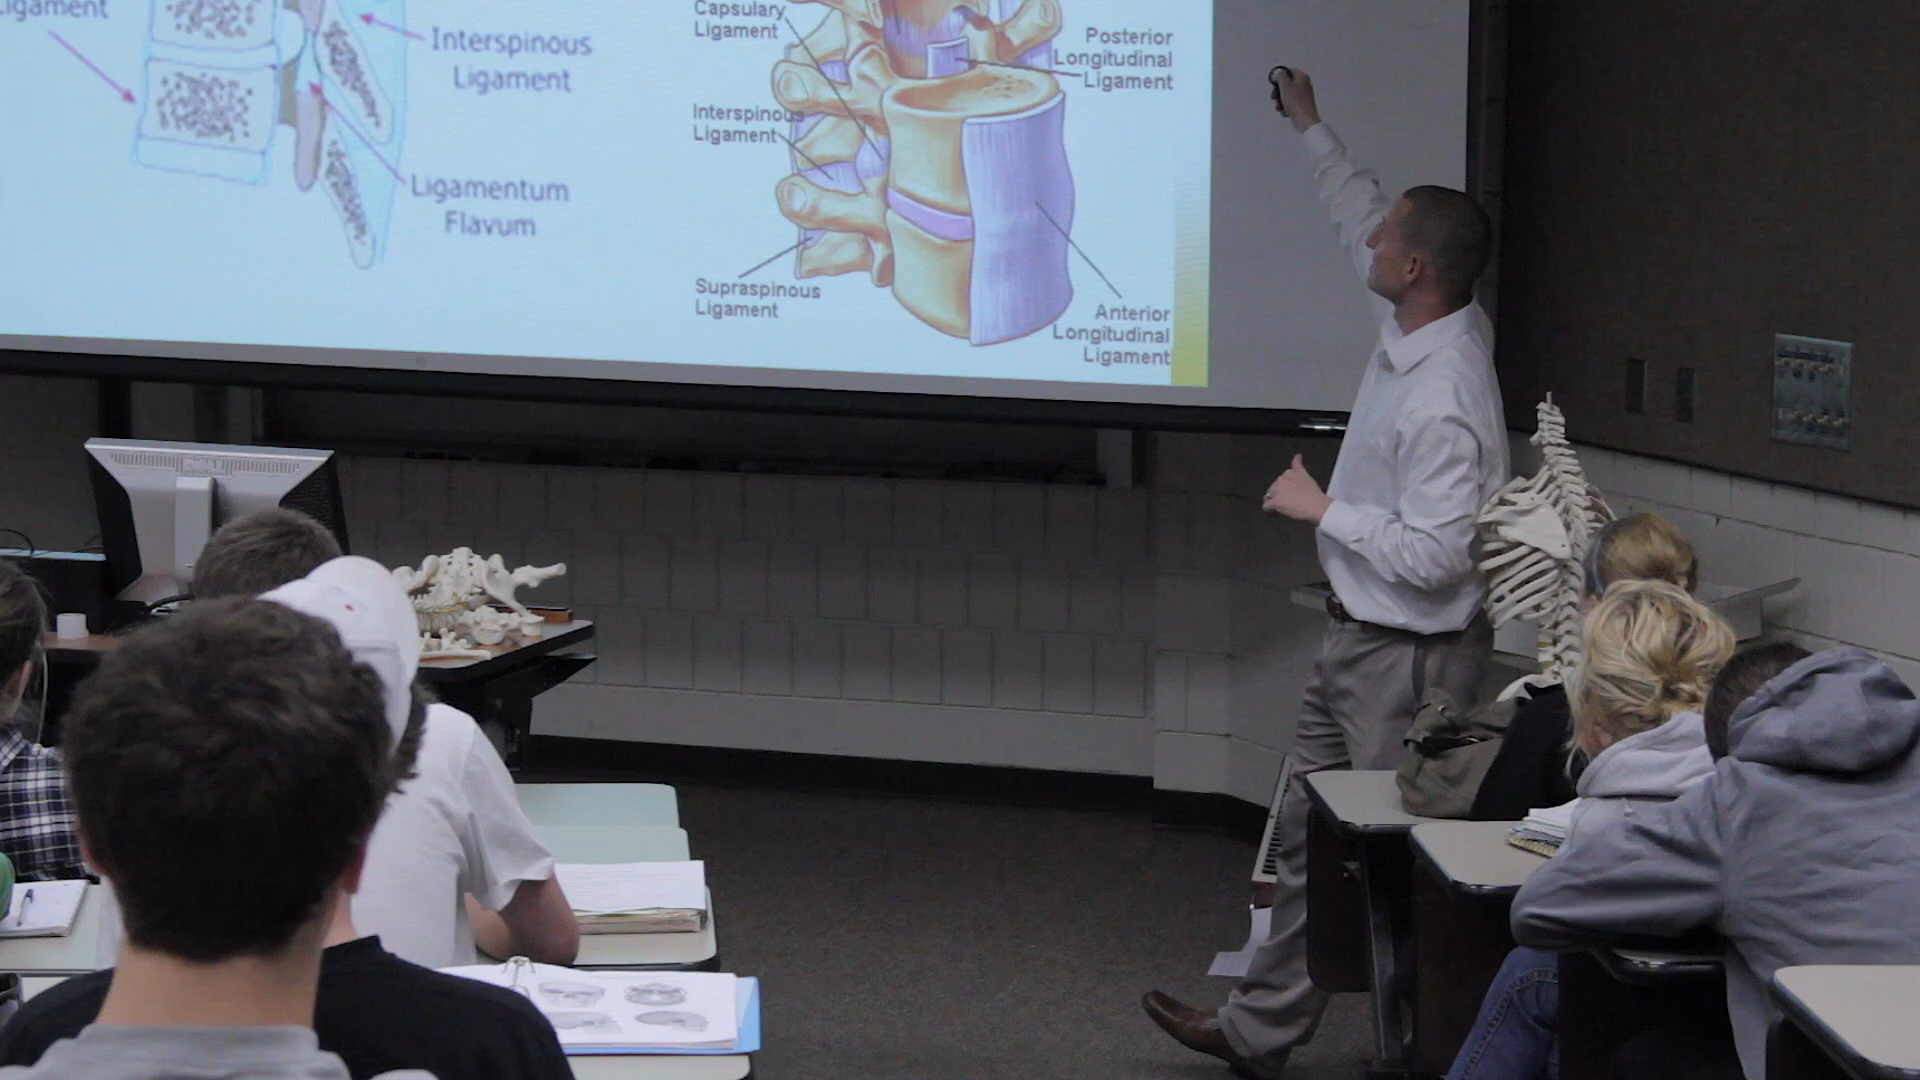 Ligament
Interspinous
Ligament
Ligamentum
Flavum
Capsulary
Ligament
Interspinous
Ligament
Supraspinous
Ligament
Posterior
Longitudinal
Ligament
Anterior
Longitudinal
Ligament